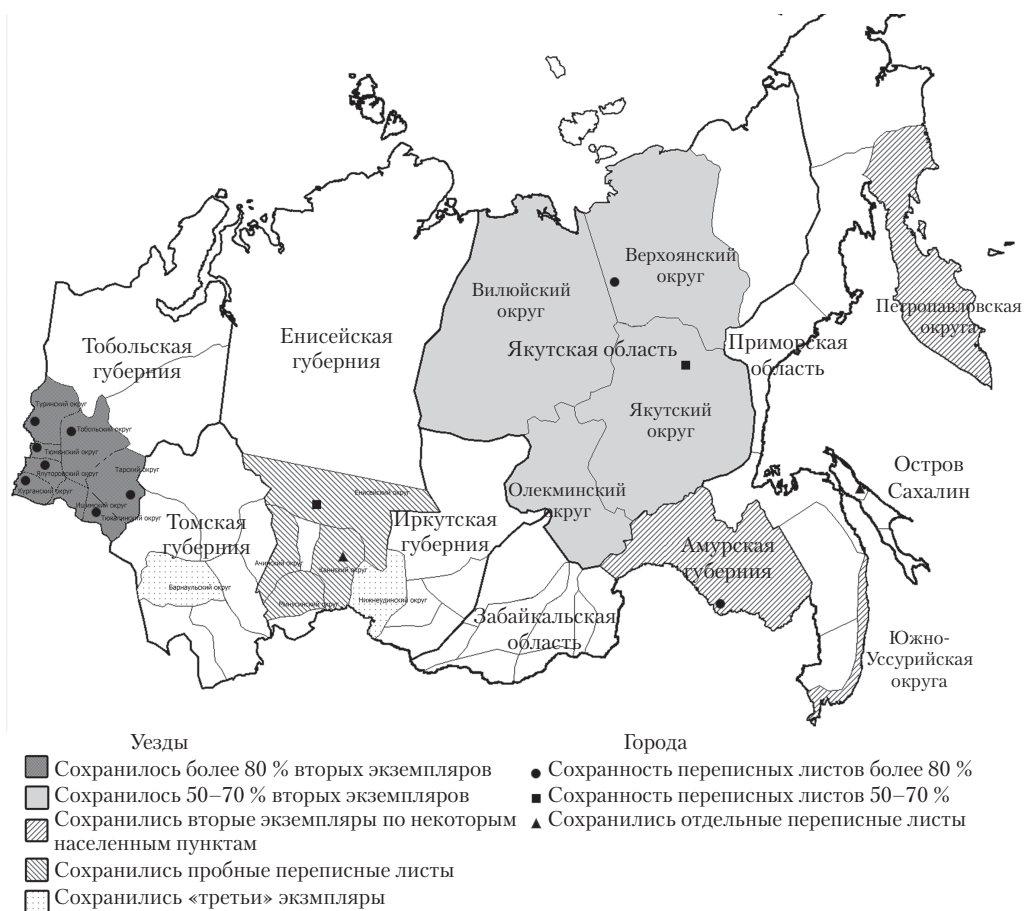 Верхоянский
округ
Вилюйский
округ
Петропавловская
округа
Енисейская
губерния
Тобольская
губерния
Якутская область
Приморская
область
Якутский
округ
Туринский округ
Тобольский округ
Тюменский округ
Ялуторовский округ
Тарский округ
Курганский округ
Ишимский округ
Тюкалинский округ
Остров
Сахалин
Олекминский
округ
Енисейский округ
Томская
губерния
Иркутская
губерния
Амурская
губерния
Ачинский округ
Канский округ
Барнаульский округ
Минусинский округ
Нижнеудинский округ
Забайкальская
область
Южно-
Уссурийская
округа
Уезды
Сохранилось более 80 % вторых экземпляров
Сохранилось 50–70 % вторых экземпляров
Сохранились вторые экземпляры по некоторым
населенным пунктам
Сохранились пробные переписные листы
Сохранились «третьи» экзмпляры
Города
Сохранность переписных листов более 80 %
Сохранность переписных листов 50–70 %
Сохранились отдельные переписные листы